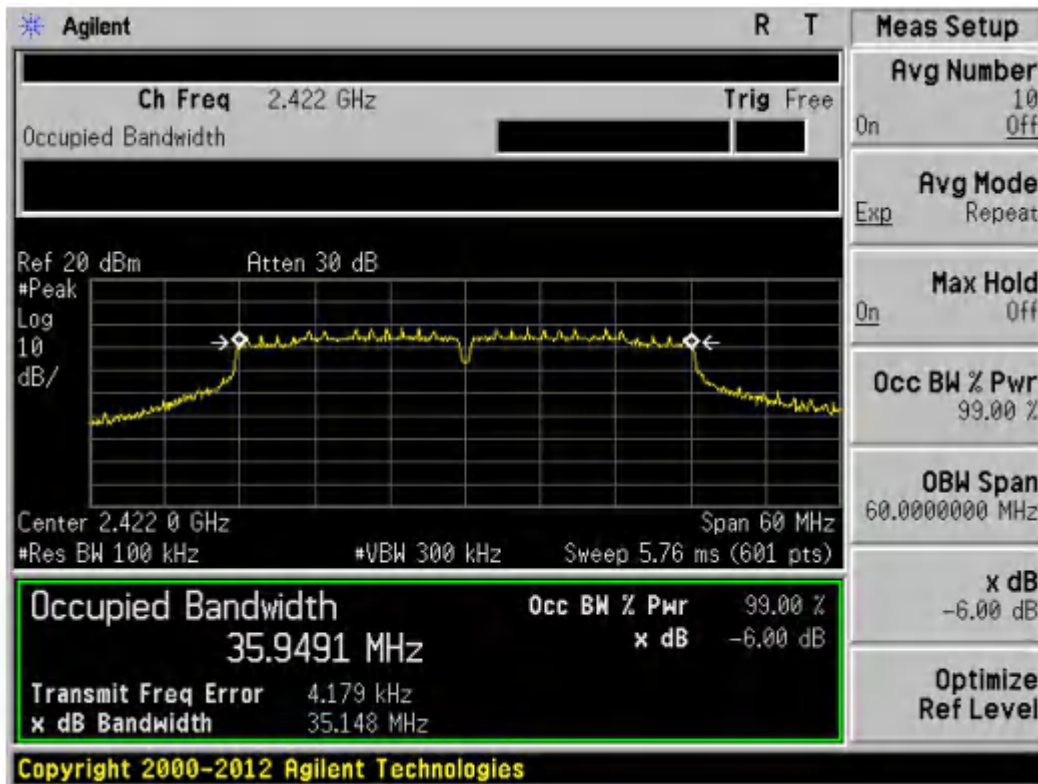 Agilent R T
Meas Setup
Ch Freq 2.422 GHz Trig Free
Occupied Bandwidth
Ref 20 dBm Atten 30 dB
#Peak
Log
10
dB/
Center 2.422 0 GHz Span 60 MHz
#Res BW 100 kHz #VBW 300 kHz Sweep 5.76 ms (601 pts)
Occupied Bandwidth Occ BW % Pwr 99.00 %
35.9491 MHz x dB -6.00 dB
Transmit Freq Error 4.179 kHz
x dB Bandwidth 35.148 MHz
Avg Number
10
On Off
Avg Mode
Exp Repeat
Max Hold
On Off
Occ BW % Pwr
99.00 %
OBW Span
60.0000000 MHz
x dB
-6.00 dB
Optimize
Ref Level
Copyright 2000-2012 Agilent Technologies